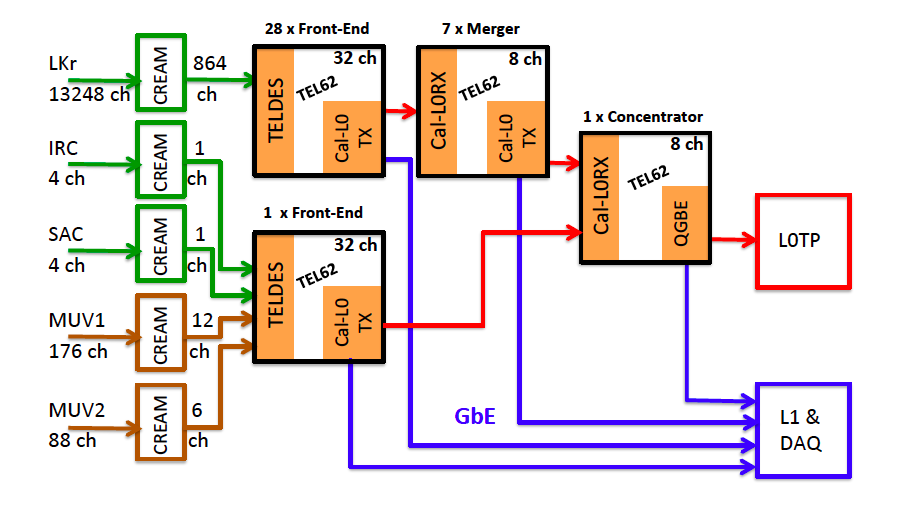 28 x Front-End
7 x Merger
LKr
13248 ch
CREAM
864
ch
TELDES
TEL62
32 ch
Cal-L0
TX
Cal-L0RX
TEL62
8 ch
Cal-L0
TX
1 x Concentrator
IRC
4 ch
CREAM
1
ch
Cal-L0RX
TEL62
8 ch
QGBE
L0TP
SAC
4 ch
CREAM
1
ch
1 x Front-End
TELDES
TEL62
32 ch
Cal-L0
TX
MUV1
176 ch
CREAM
12
ch
MUV2
88 ch
CREAM
6
ch
GbE
L1 &
DAQ